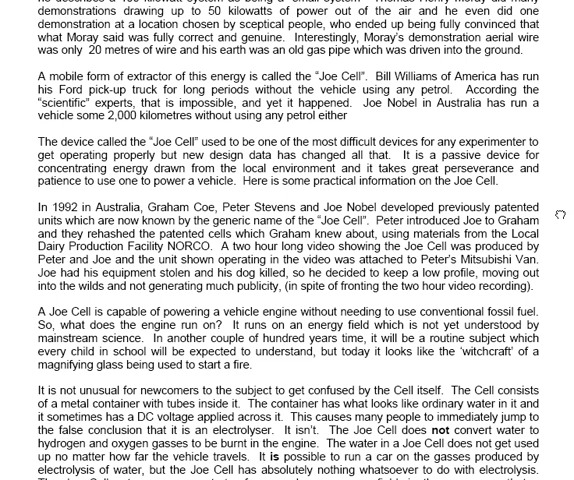 demonstrations drawing up to 50 kilowatts of power out of the air and he even did one
demonstration at a location chosen by sceptical people, who ended up being fully convinced that
what Moray said was fully correct and genuine. Interestingly, Moray's demonstration aerial wire
was only 20 metres of wire and his earth was an old gas pipe which was driven into the ground.
A mobile form of extractor of this energy is called the "Joe Cell". Bill Williams of America has run
his Ford pick-up truck for long periods without the vehicle using any petrol. According the
"scientific" experts, that is impossible, and yet it happened. Joe Nobel in Australia has run a
vehicle some 2,000 kilometres without using any petrol either
The device called the "Joe Cell" used to be one of the most difficult devices for any experimenter to
get operating properly but new design data has changed all that. It is a passive device for
concentrating energy drawn from the local environment and it takes great perseverance and
patience to use one to power a vehicle. Here is some practical information on the Joe Cell.
In 1992 in Australia, Graham Coe, Peter Stevens and Joe Nobel developed previously patented
units which are now known by the generic name of the "Joe Cell". Peter introduced Joe to Graham
and they rehashed the patented cells which Graham knew about, using materials from the Local
Dairy Production Facility NORCO. A two hour long video showing the Joe Cell was produced by
Peter and Joe and the unit shown operating in the video was attached to Peter's Mitsubishi Van.
Joe had his equipment stolen and his dog killed, so he decided to keep a low profile, moving out
into the wilds and not generating much publicity, (in spite of fronting the two hour video recording).
A Joe Cell is capable of powering a vehicle engine without needing to use conventional fossil fuel.
So, what does the engine run on? It runs on an energy field which is not yet understood by
mainstream science. In another couple of hundred years time, it will be a routine subject which
every child in school will be expected to understand, but today it looks like the 'witchcraft' of a
magnifying glass being used to start a fire.
It is not unusual for newcomers to the subject to get confused by the Cell itself. The Cell consists
of a metal container with tubes inside it. The container has what looks like ordinary water in it and
it sometimes has a DC voltage applied across it. This causes many people to immediately jump to
the false conclusion that it is an electrolyser. It isn't. The Joe Cell does not convert water to
hydrogen and oxygen gasses to be burnt in the engine. The water in a Joe Cell does not get used
up no matter how far the vehicle travels. It is possible to run a car on the gasses produced by
electrolysis of water, but the Joe Cell has absolutely nothing whatsoever to do with electrolysis.